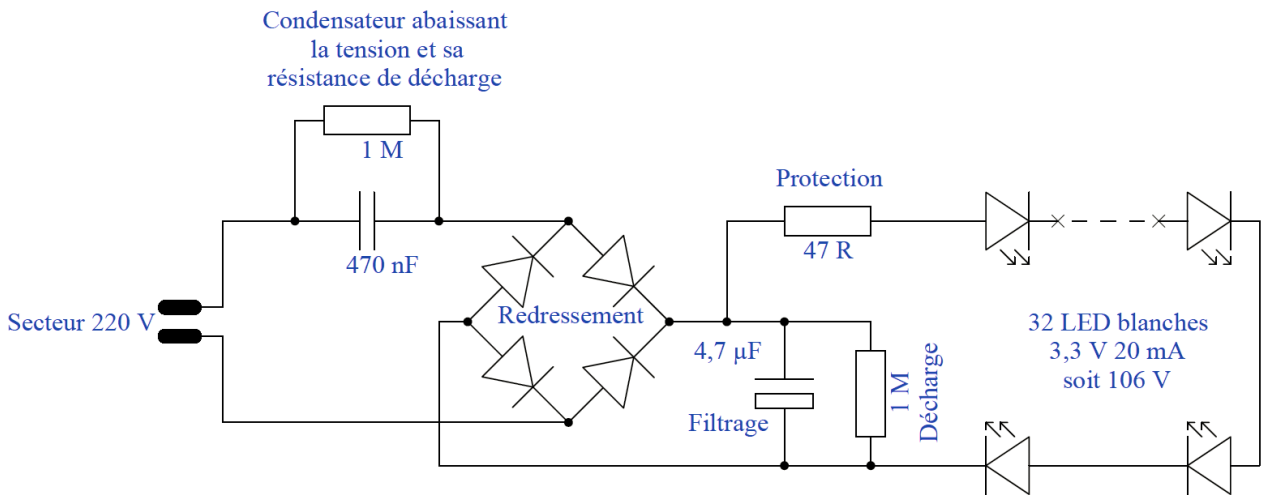 Condensateur abaissant
la tension et sa
résistance de décharge
1 M
470 nF
Secteur 220 V
Redressement
Protection
47 R
4,7 µF
Filtrage
1 M
Décharge
32 LED blanches
3,3 V 20 mA
soit 106 V